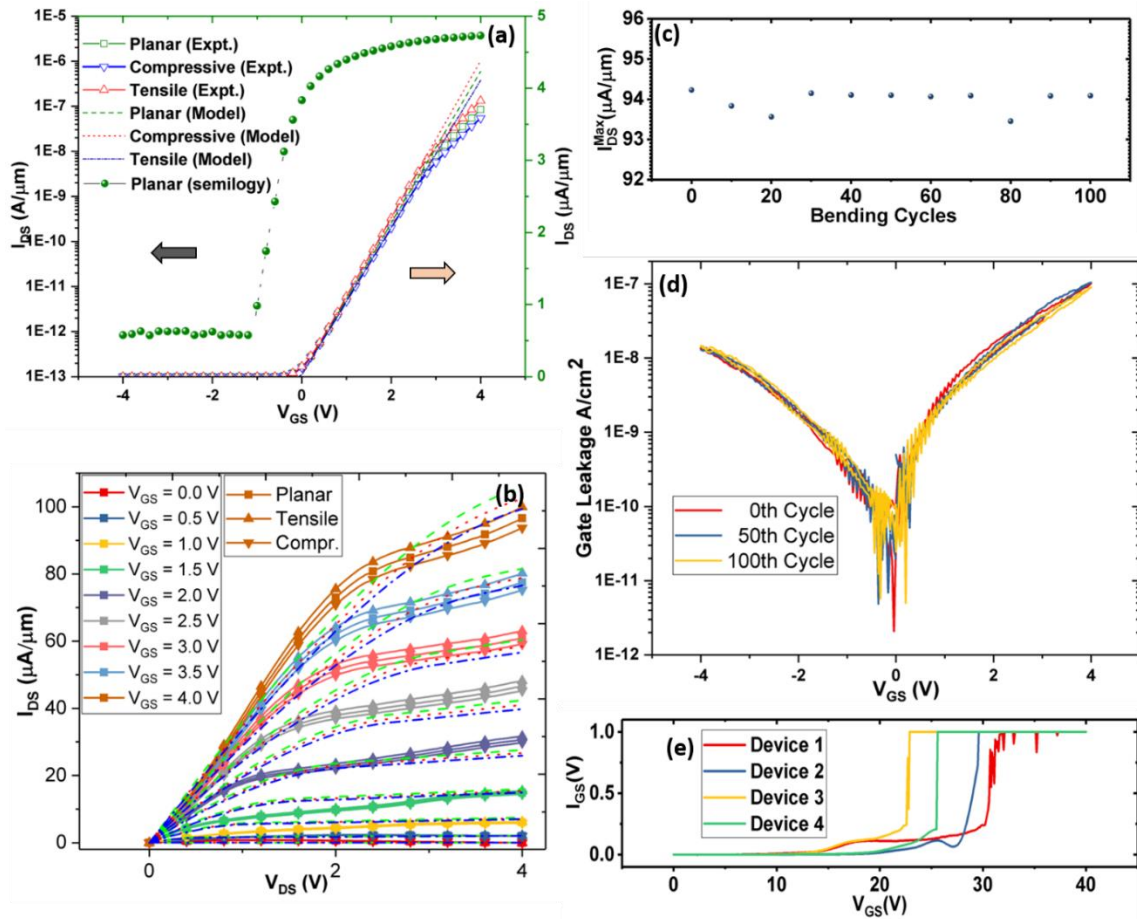 (a)
1E-5
1E-6
1E-7
1E-8
1E-9
1E-10
1E-11
1E-12
1E-13
I_DS (A/μm)
Planar (Expt.)
Compressive (Expt.)
Tensile (Expt.)
Planar (Model)
Compressive (Model)
Tensile (Model)
Planar (semilogy)
5
4
3
2
1
0
I_DS (μA/μm)
-4 -2 0 2 4
V_GS (V)
(c)
96
95
94
93
92
I_DS^Max (μA/μm)
0 20 40 60 80 100
Bending Cycles
(d)
1E-7
1E-8
1E-9
1E-10
1E-11
1E-12
Gate Leakage A/cm²
0th Cycle
50th Cycle
100th Cycle
-4 -2 0 2 4
V_GS (V)
(b)
100
80
60
40
20
0
I_DS (μA/μm)
V_GS = 0.0 V
V_GS = 0.5 V
V_GS = 1.0 V
V_GS = 1.5 V
V_GS = 2.0 V
V_GS = 2.5 V
V_GS = 3.0 V
V_GS = 3.5 V
V_GS = 4.0 V
Planar
Tensile
Compr.
0 2 4
V_DS (V)
(e)
1.0
0.5
0.0
I_GS(V)
Device 1
Device 2
Device 3
Device 4
0 10 20 30 40
V_GS(V)